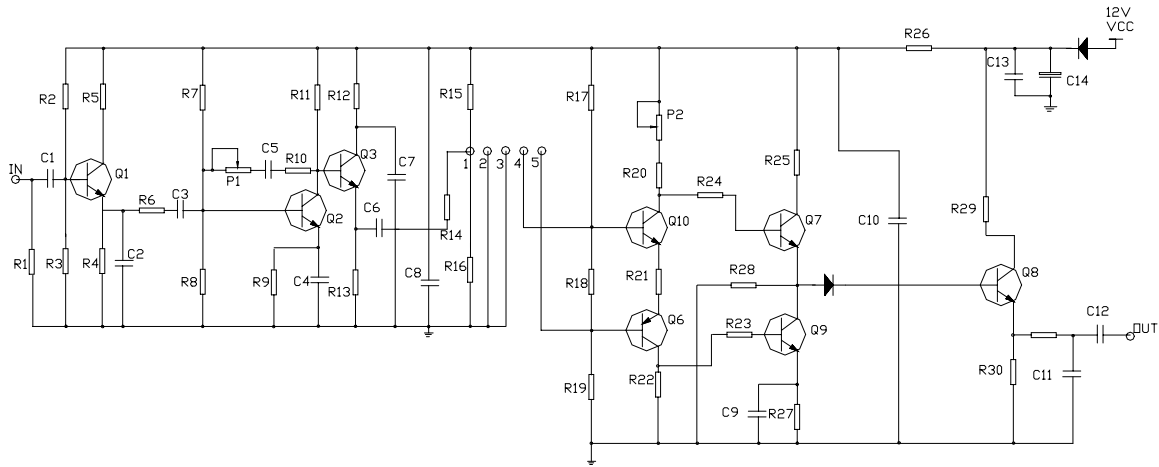 12V
VCC
R26
C13
C14
R2
R5
R7
R11
R12
R15
R17
P2
IN
C1
Q1
R6
C3
P1
C5
R10
Q3
C7
1
2
3
4
5
R20
R24
R25
Q2
C6
R14
Q10
Q7
C10
R29
R1
R3
R4
C2
R8
R9
C4
R13
C8
R16
R18
R21
R28
Q8
Q6
R23
Q9
C12
OUT
R19
R22
C9
R27
R30
C11